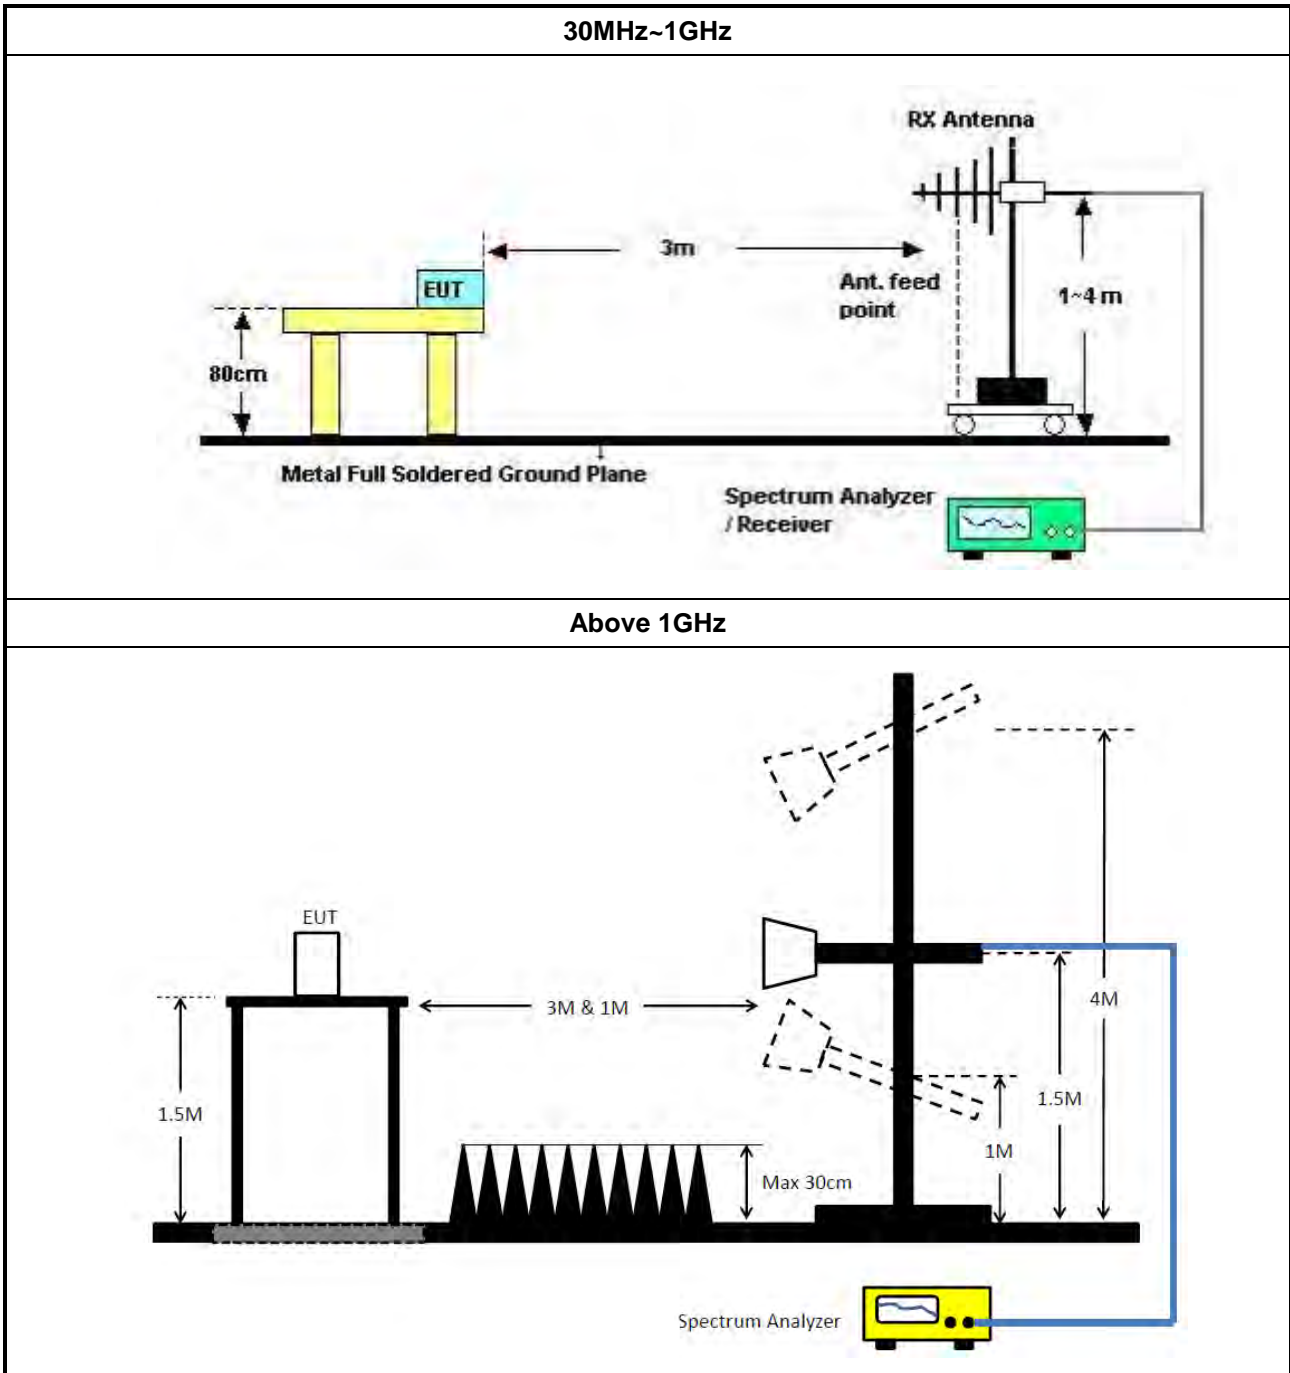 30MHz~1GHz
RX Antenna
3m
EUT
Ant. feed
point
1~4 m
80cm
Metal Full Soldered Ground Plane
Spectrum Analyzer
/ Receiver
Above 1GHz
EUT
3M & 1M
4M
1.5M
1.5M
1M
Max 30cm
Spectrum Analyzer